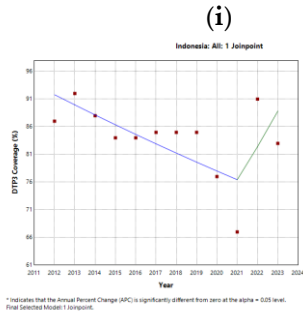 (i)
Indonesia: All: 1 Joinpoint
96
91
86
81
76
71
66
61
DTP3 Coverage (%)
2011 2012 2013 2014 2015 2016 2017 2018 2019 2020 2021 2022 2023 2024
Year
* Indicates that the Annual Percent Change (APC) is significantly different from zero at the alpha = 0.05 level.
Final Selected Model: 1 Joinpoint.